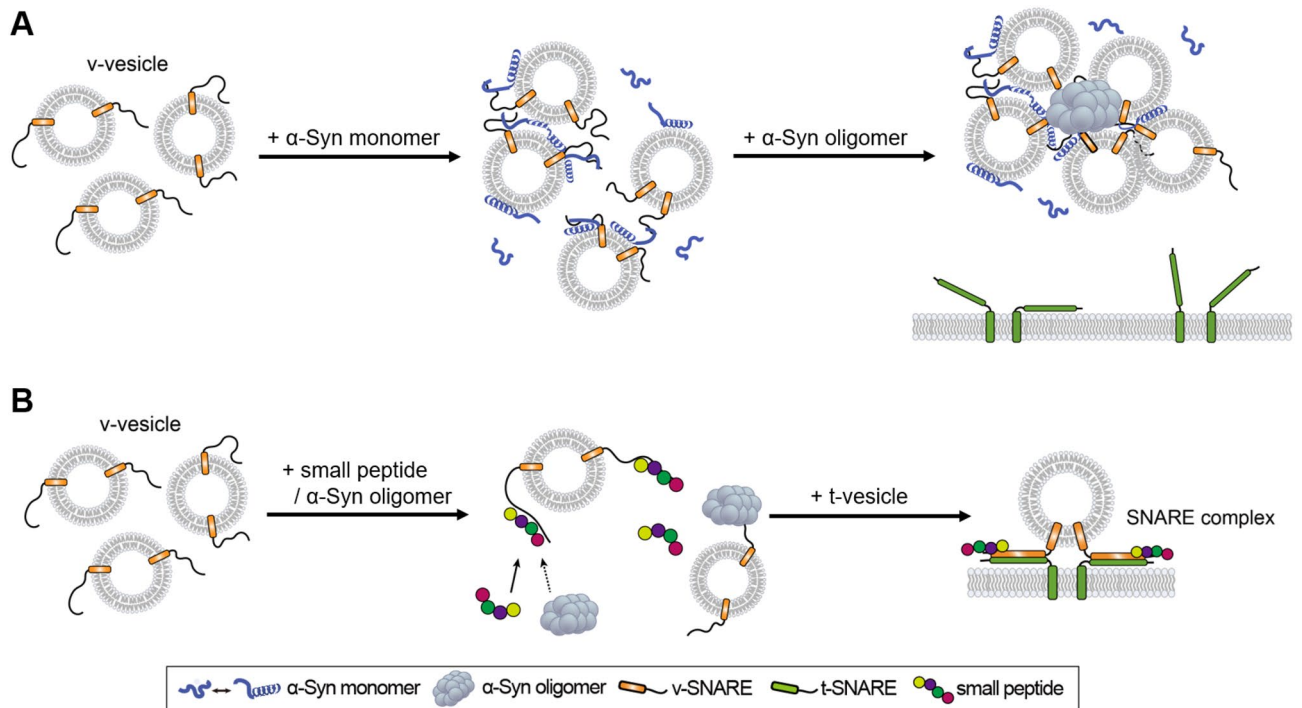 A
v-vesicle
+ α-Syn monomer
+ α-Syn oligomer
B
v-vesicle
+ small peptide
/ α-Syn oligomer
+ t-vesicle
SNARE complex
α-Syn monomer α-Syn oligomer v-SNARE t-SNARE small peptide